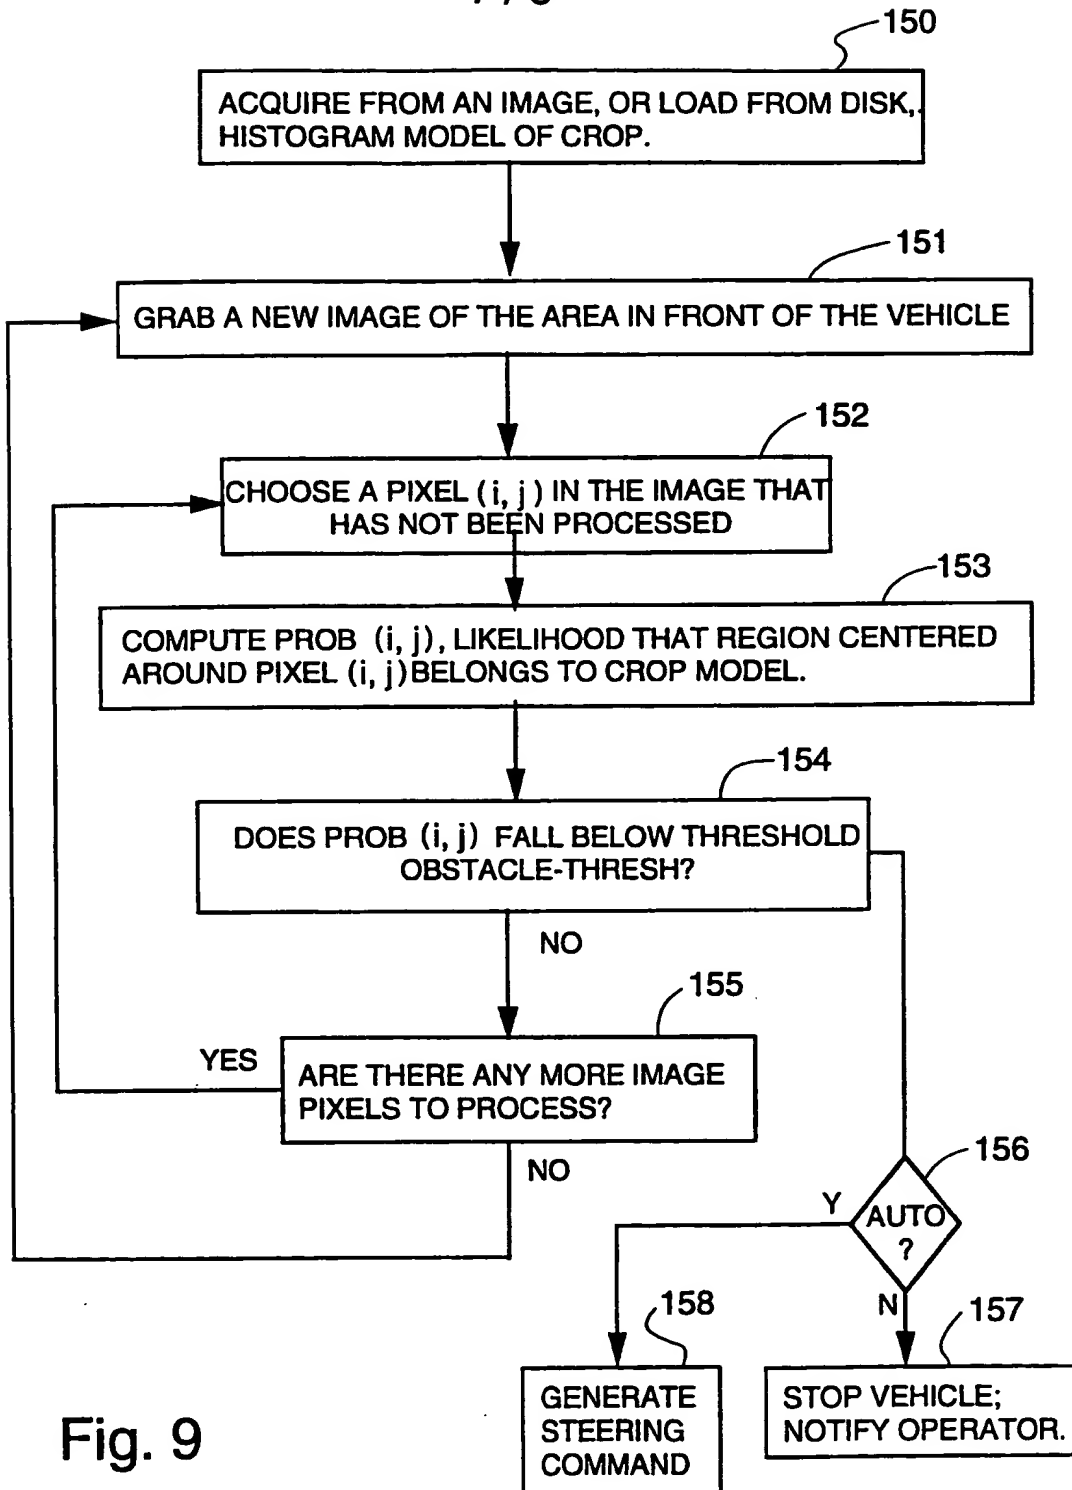 150
ACQUIRE FROM AN IMAGE, OR LOAD FROM DISK,
HISTOGRAM MODEL OF CROP.
151
GRAB A NEW IMAGE OF THE AREA IN FRONT OF THE VEHICLE
152
CHOOSE A PIXEL (i, j) IN THE IMAGE THAT
HAS NOT BEEN PROCESSED
153
COMPUTE PROB (i, j), LIKELIHOOD THAT REGION CENTERED
AROUND PIXEL (i, j) BELONGS TO CROP MODEL.
154
DOES PROB (i, j) FALL BELOW THRESHOLD
OBSTACLE-THRESH?
NO
155
YES
ARE THERE ANY MORE IMAGE
PIXELS TO PROCESS?
NO
156
Y
AUTO
?
N
158
157
GENERATE
STEERING
COMMAND
STOP VEHICLE;
NOTIFY OPERATOR.
Fig. 9